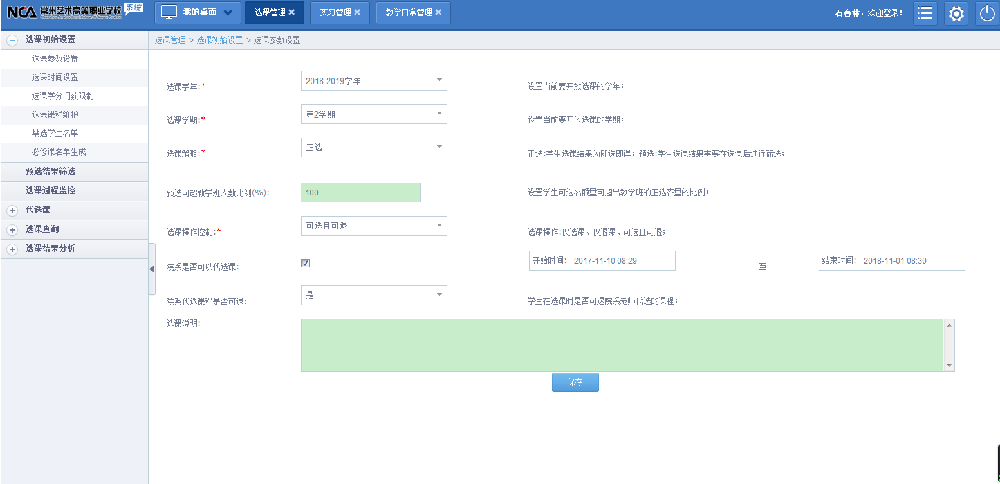 NCA 常州艺术高等职业学校 系统
我的桌面
选课管理
实习管理
教学日常管理
石春林，欢迎登录！
选课初始设置
选课参数设置
选课时间设置
选课学分门数限制
选课课程维护
禁选学生名单
必修课名单生成
预选结果筛选
选课过程监控
代选课
选课查询
选课结果分析
选课管理 > 选课初始设置 > 选课参数设置
选课学年:* 2018-2019学年 设置当前要开放选课的学年；
选课学期:* 第2学期 设置当前要开放选课的学期；
选课策略:* 正选 正选:学生选课结果为即选即得；预选:学生选课结果需要在选课后进行筛选；
预选可超教学班人数比例(%): 100 设置学生可选名额量可超出教学班的正选容量的比例；
选课操作控制:* 可选且可退 选课操作:仅选课、仅退课、可选且可退；
院系是否可以代选课: 开始时间: 2017-11-10 08:29 至 结束时间: 2018-11-01 08:30
院系代选课程是否可退: 是 学生在选课时是否可退院系老师代选的课程；
选课说明:
保存